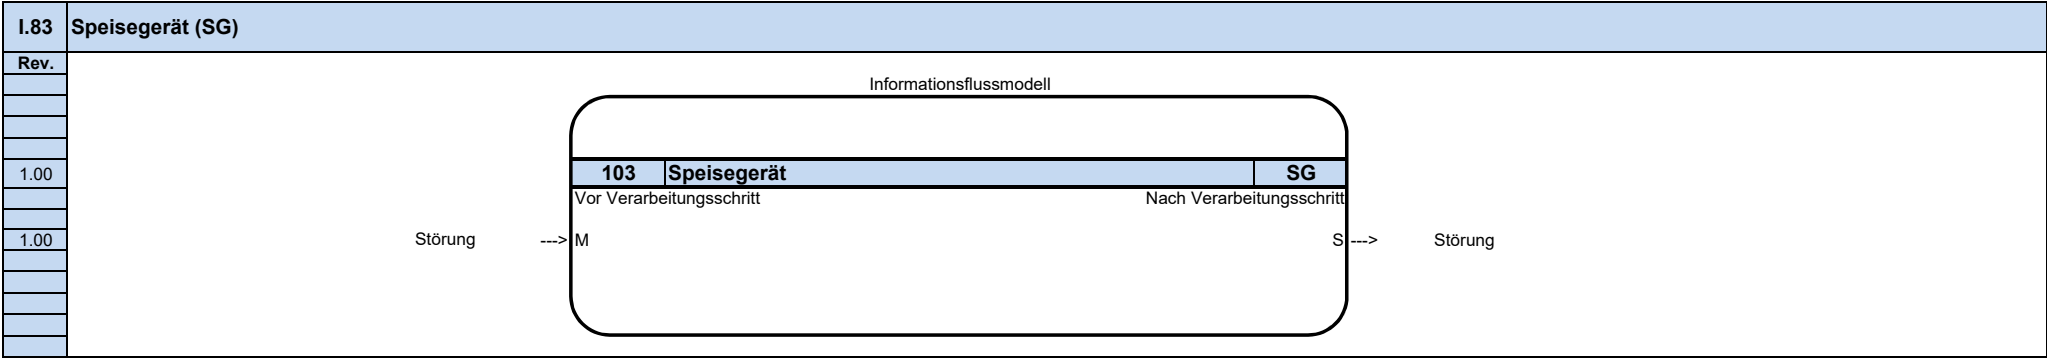 I.83 Speisegerät (SG)
Rev.
Informationsflussmodell
1.00 103 Speisegerät SG
Vor Verarbeitungsschritt Nach Verarbeitungsschritt
1.00 Störung ---> M S ---> Störung